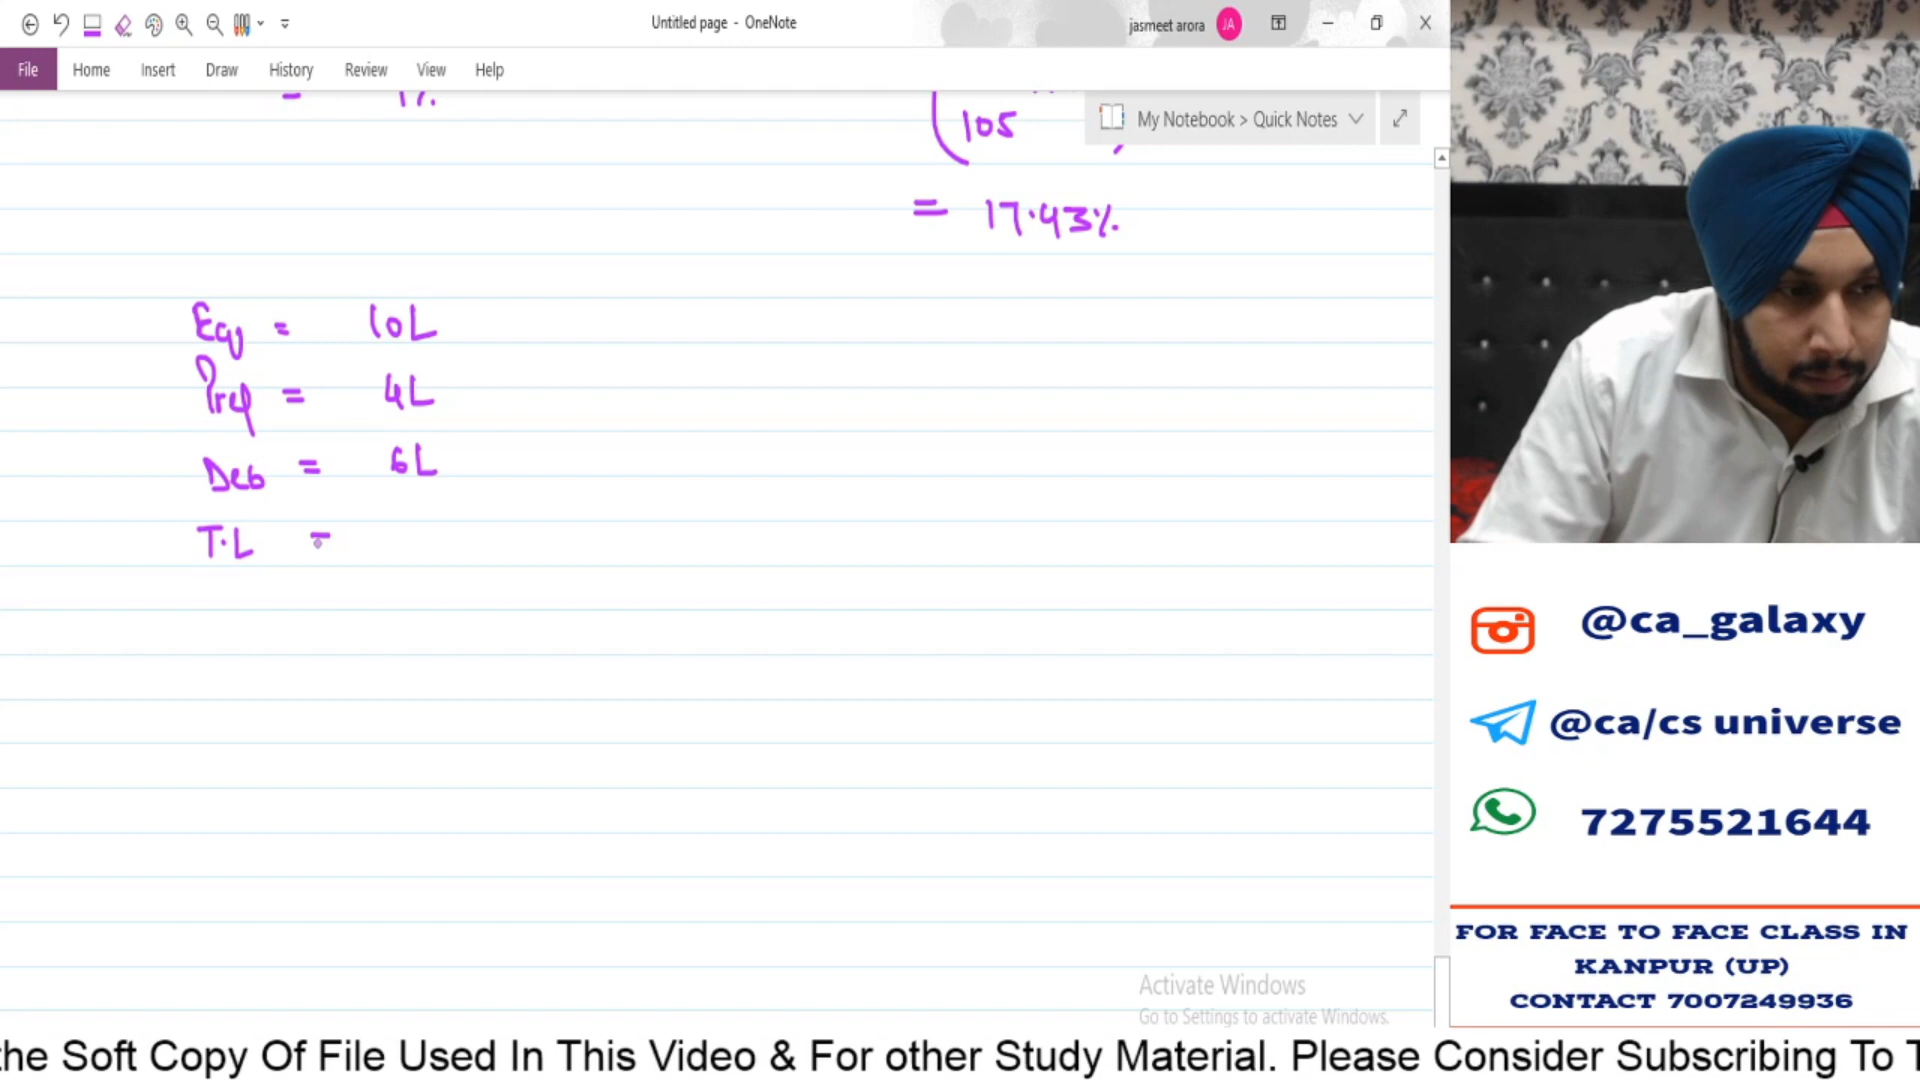 Untitled page - OneNote
jasmeet arora JA
File Home Insert Draw History Review View Help
My Notebook > Quick Notes
105
= 17.43%
Eq = 10L
Pref = 4L
Deb = 6L
T.L =
@ca_galaxy
@ca/cs universe
7275521644
FOR FACE TO FACE CLASS IN
KANPUR (UP)
CONTACT 7007249936
Activate Windows
Go to Settings to activate Windows.
the Soft Copy Of File Used In This Video & For other Study Material. Please Consider Subscribing To